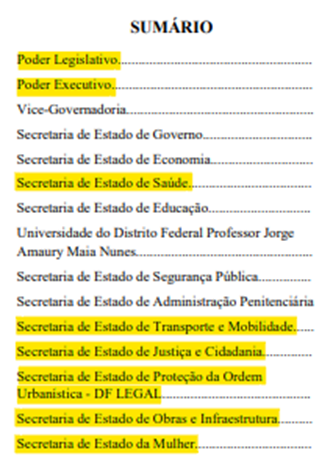 SUMÁRIO
Poder Legislativo
Poder Executivo
Vice-Governadoria
Secretaria de Estado de Governo
Secretaria de Estado de Economia
Secretaria de Estado de Saúde
Secretaria de Estado de Educação
Universidade do Distrito Federal Professor Jorge
Amaury Maia Nunes
Secretaria de Estado de Segurança Pública
Secretaria de Estado de Administração Penitenciária
Secretaria de Estado de Transporte e Mobilidade
Secretaria de Estado de Justiça e Cidadania
Secretaria de Estado de Proteção da Ordem
Urbanística - DF LEGAL
Secretaria de Estado de Obras e Infraestrutura
Secretaria de Estado da Mulher